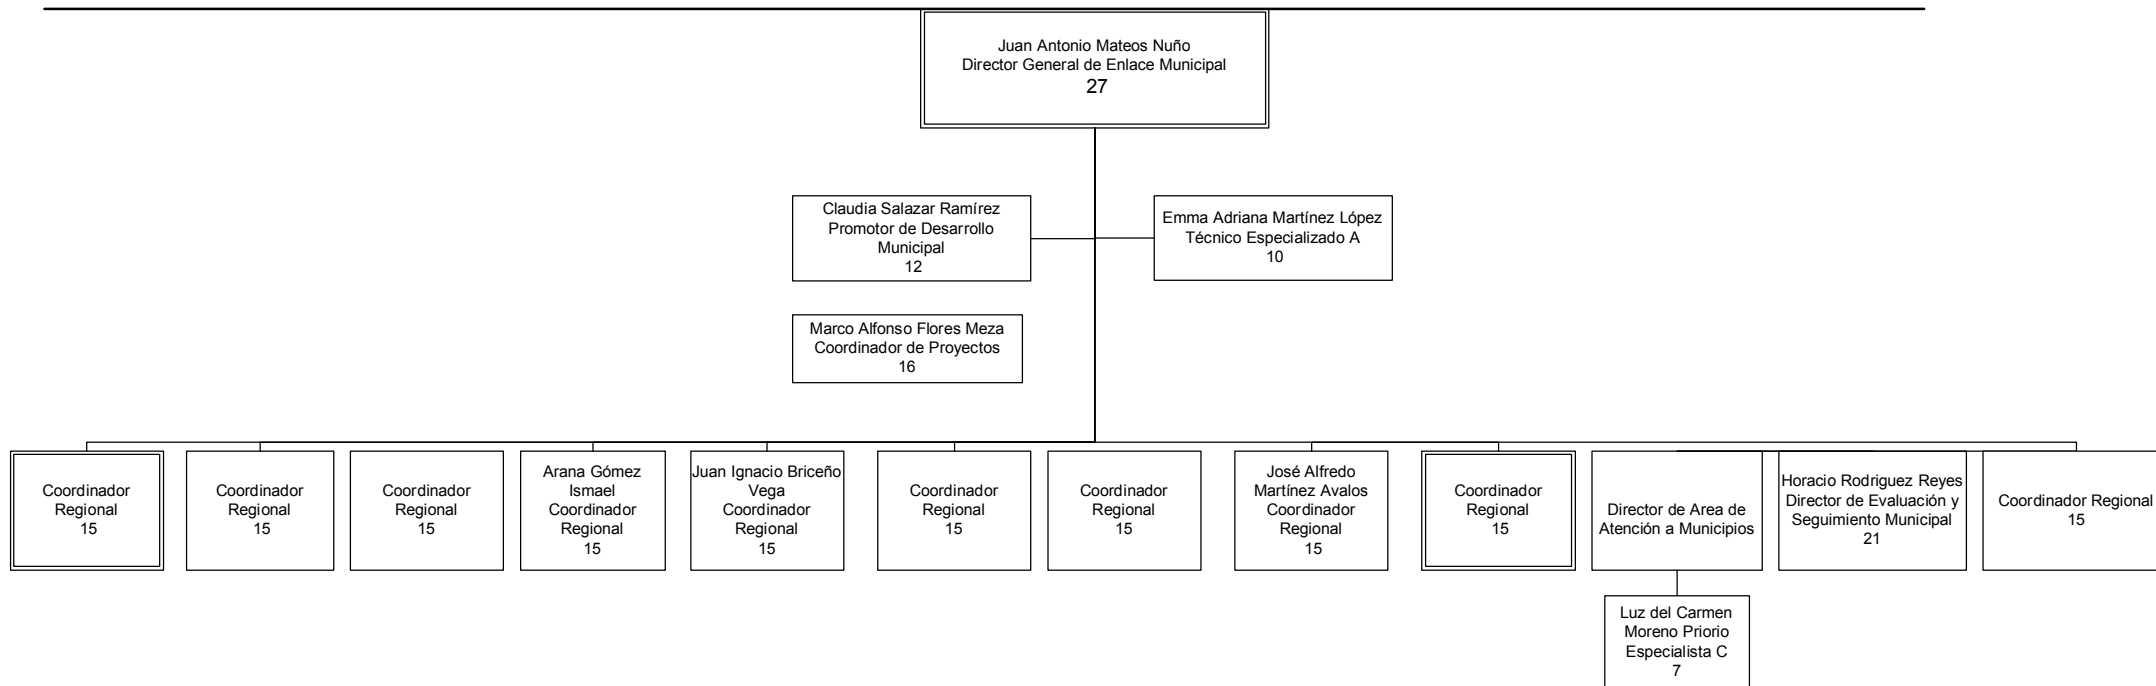 Juan Antonio Mateos Nuño
Director General de Enlace Municipal
27
Claudia Salazar Ramírez
Promotor de Desarrollo
Municipal
12
Emma Adriana Martínez López
Técnico Especializado A
10
Marco Alfonso Flores Meza
Coordinador de Proyectos
16
Coordinador
Regional
15
Coordinador
Regional
15
Coordinador
Regional
15
Arana Gómez
Ismael
Coordinador
Regional
15
Juan Ignacio Briceño
Vega
Coordinador
Regional
15
Coordinador
Regional
15
Coordinador
Regional
15
José Alfredo
Martínez Avalos
Coordinador
Regional
15
Coordinador
Regional
15
Director de Area de
Atención a Municipios
Horacio Rodriguez Reyes
Director de Evaluación y
Seguimiento Municipal
21
Coordinador Regional
15
Luz del Carmen
Moreno Priorio
Especialista C
7